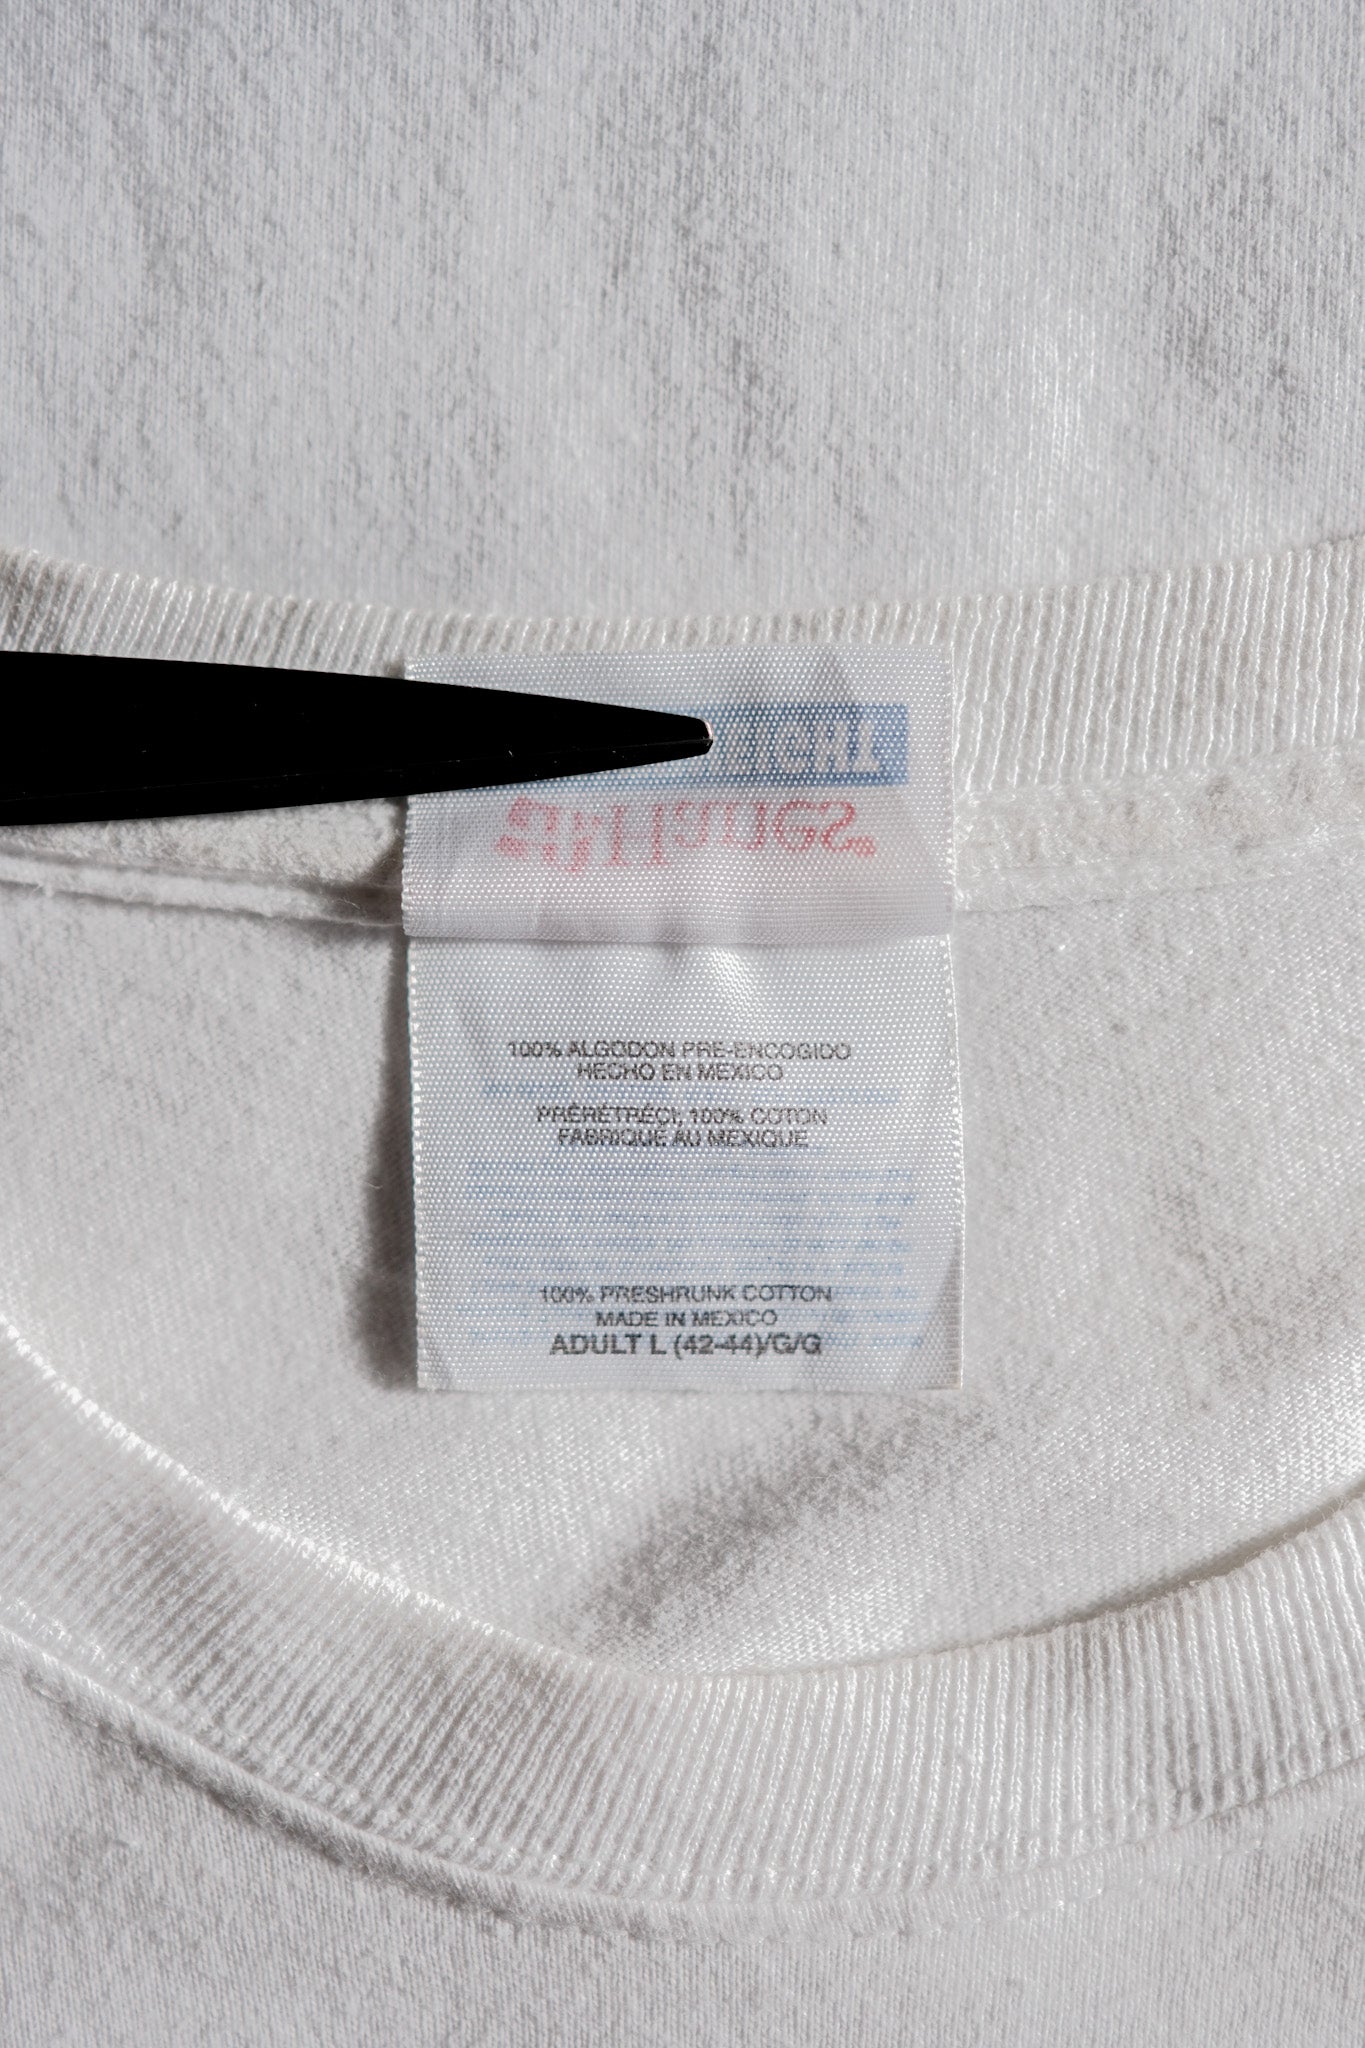 Hanes
100% ALGODON PRE-ENCOGIDO
HECHO EN MEXICO
PRÉRÉTRÉCI; 100% COTON
FABRIQUÉ AU MEXIQUE
100% PRESHRUNK COTTON
MADE IN MEXICO
ADULT L (42-44)/G/G